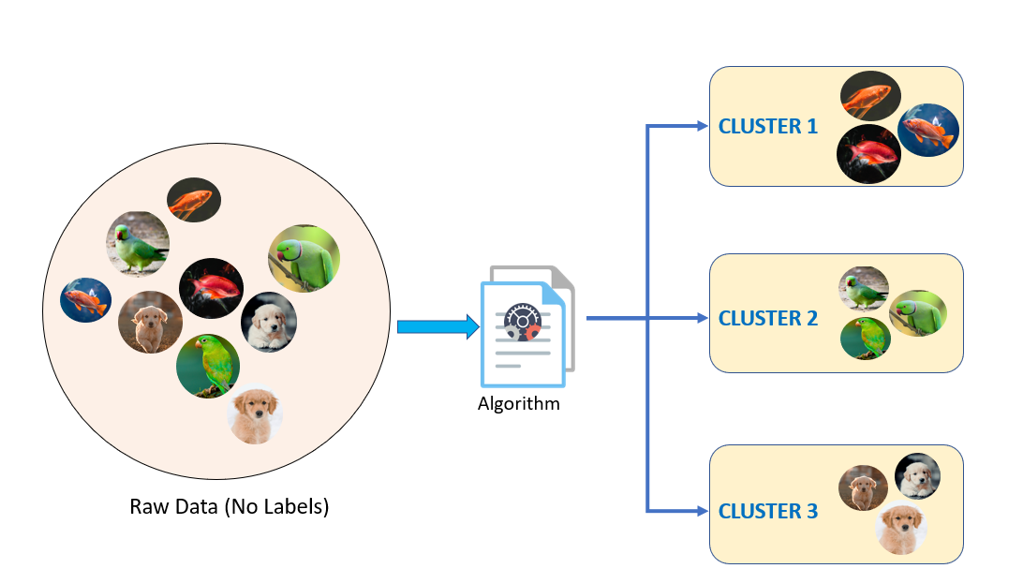 CLUSTER 1
CLUSTER 2
Algorithm
Raw Data (No Labels)
CLUSTER 3